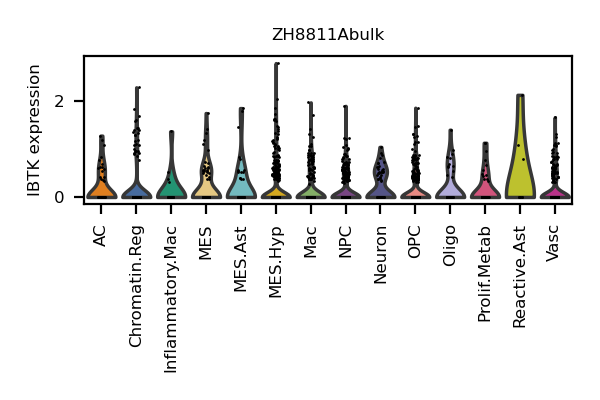 ZH8811Abulk
IBTK expression
2
0
AC
Chromatin.Reg
Inflammatory.Mac
MES
MES.Ast
MES.Hyp
Mac
NPC
Neuron
OPC
Oligo
Prolif.Metab
Reactive.Ast
Vasc